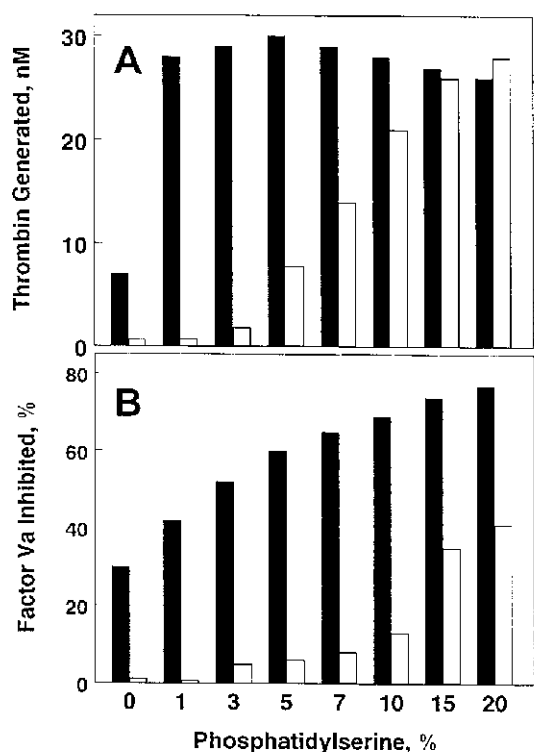 A
Thrombin Generated, nM
30
20
10
0
B
Factor Va Inhibited, %
80
60
40
20
0
0 1 3 5 7 10 15 20
Phosphatidylserine, %